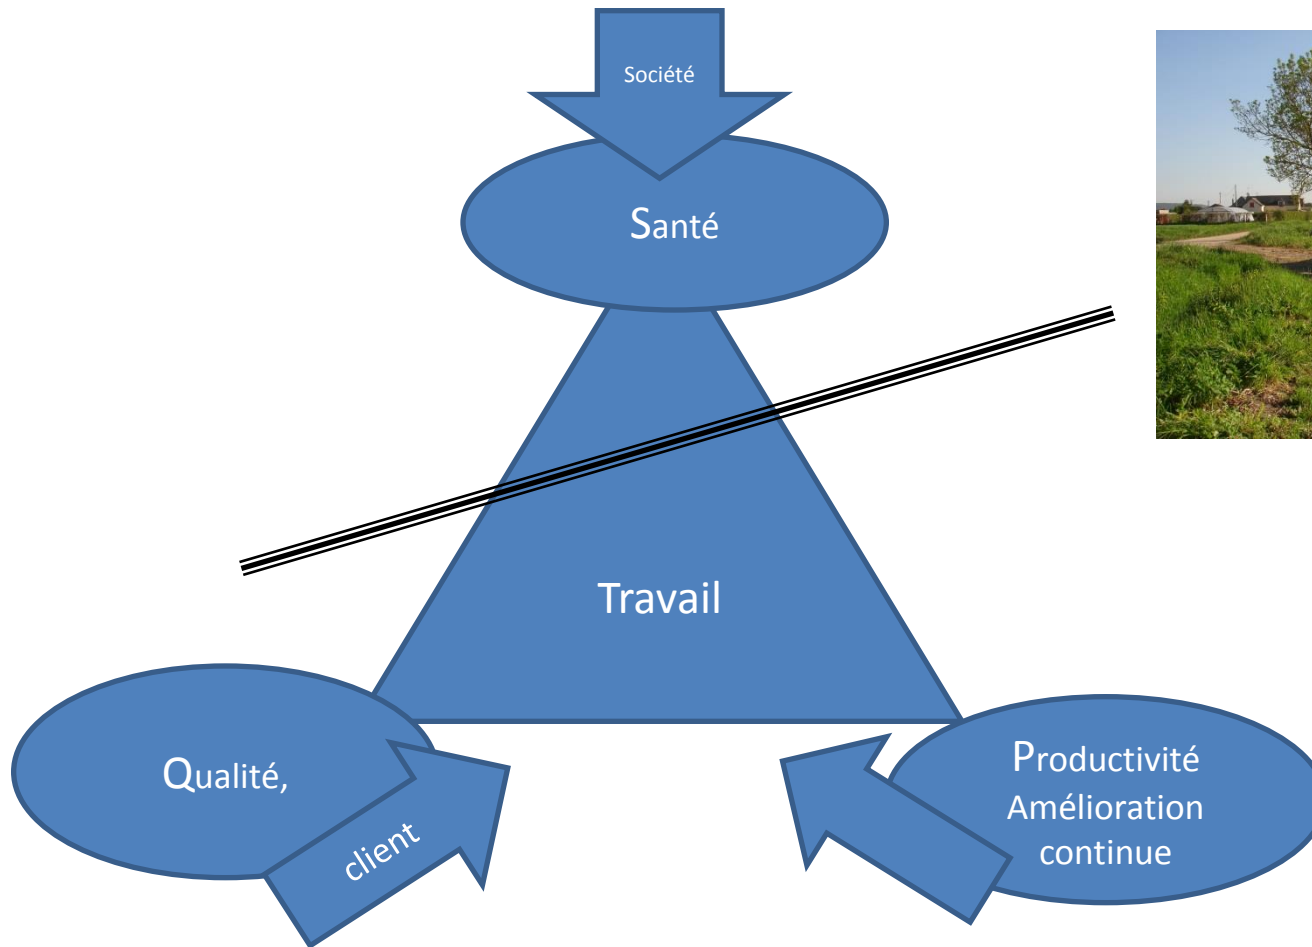 Société
Santé
Travail
Qualité,
client
Productivité
Amélioration
continue